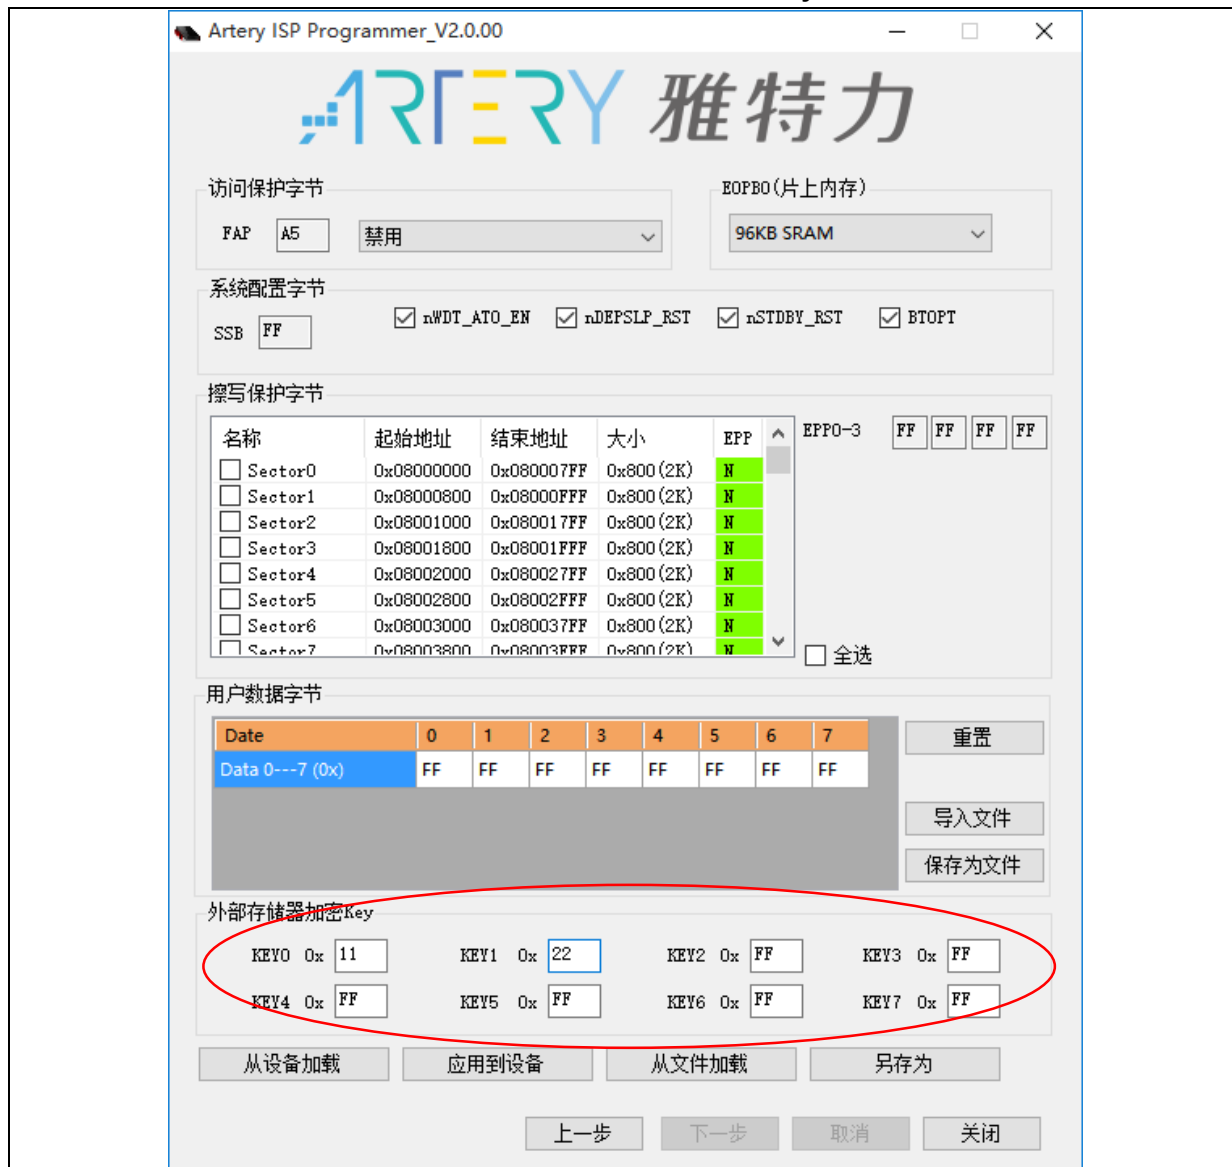 Artery ISP Programmer_V2.0.00
ARTERY 雅特力
访问保护字节
EOPB0(片上内存)
FAP A5 禁用
96KB SRAM
系统配置字节
SSB FF nWDT_ATO_EN nDEPSLP_RST nSTDBY_RST BTOPT
擦写保护字节
名称 起始地址 结束地址 大小 EPP
EPP0-3 FF FF FF FF
Sector0 0x08000000 0x080007FF 0x800(2K) N
Sector1 0x08000800 0x08000FFF 0x800(2K) N
Sector2 0x08001000 0x080017FF 0x800(2K) N
Sector3 0x08001800 0x08001FFF 0x800(2K) N
Sector4 0x08002000 0x080027FF 0x800(2K) N
Sector5 0x08002800 0x08002FFF 0x800(2K) N
Sector6 0x08003000 0x080037FF 0x800(2K) N
Sector7 0x08003800 0x08003FFF 0x800(2K) N
全选
用户数据字节
Date 0 1 2 3 4 5 6 7
重置
Data 0---7 (0x) FF FF FF FF FF FF FF FF
导入文件
保存为文件
外部存储器加密Key
KEY0 0x 11 KEY1 0x 22 KEY2 0x FF KEY3 0x FF
KEY4 0x FF KEY5 0x FF KEY6 0x FF KEY7 0x FF
从设备加载 应用到设备 从文件加载 另存为
上一步 下一步 取消 关闭